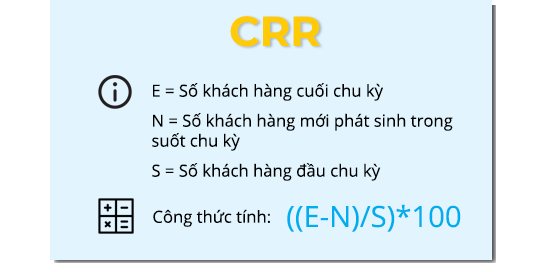 CRR
E = Số khách hàng cuối chu kỳ
N = Số khách hàng mới phát sinh trong
suốt chu kỳ
S = Số khách hàng đầu chu kỳ
Công thức tính: ((E-N)/S)*100